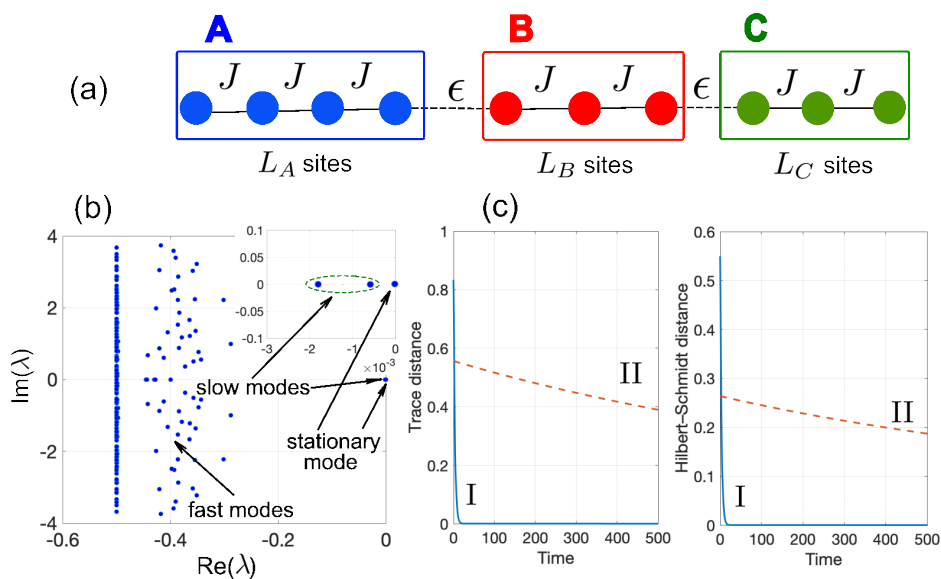 A B C
(a)
J J J ϵ J J ϵ J J
L_A sites L_B sites L_C sites
(b)
4
2
0
-2
-4
Im(λ)
-0.6 -0.4 -0.2 0
Re(λ)
0.1
0.05
0
-0.05
-0.1
-3 -2 -1 0
×10⁻³
slow modes
stationary
mode
fast modes
(c)
1
0.8
0.6
0.4
0.2
0
Trace distance
II
I
0 100 200 300 400 500
Time
0.6
0.5
0.4
0.3
0.2
0.1
0
Hilbert–Schmidt distance
II
I
0 100 200 300 400 500
Time